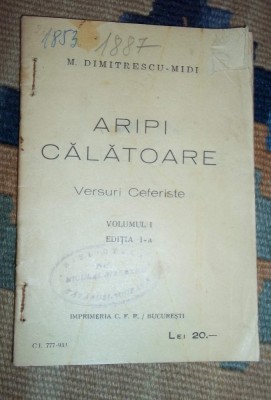 1853 1887
M. DIMITRESCU-MIDI
ARIPI
CĂLĂTOARE
Versuri Ceferiste
VOLUMUL I
EDIȚIA I-a
IMPRIMERIA C. F. R., BUCUREȘTI
LEI 20.—